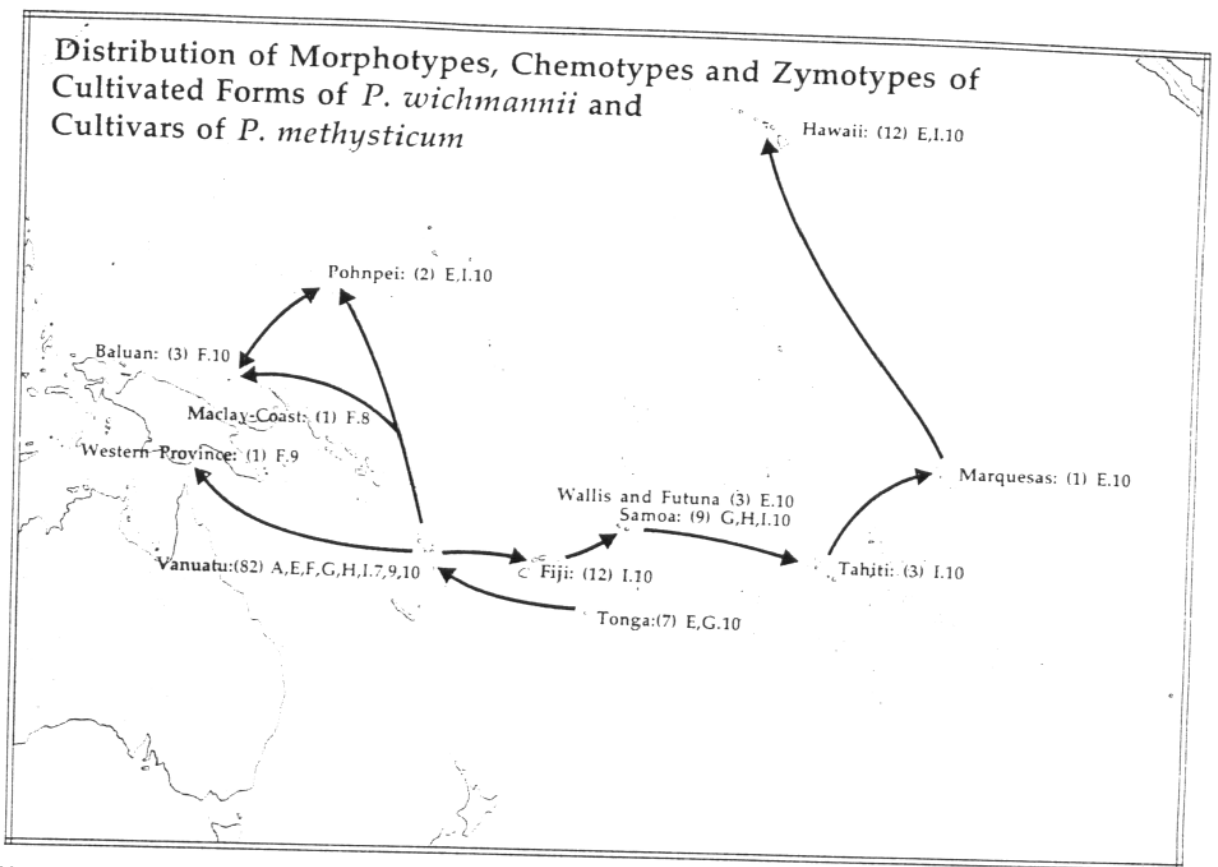 Distribution of Morphotypes, Chemotypes and Zymotypes of
Cultivated Forms of P. wichmannii and
Cultivars of P. methysticum
Hawaii: (12) E,I.10
Pohnpei: (2) E,I.10
Baluan: (3) F.10
Maclay-Coast: (1) F.8
Western Province: (1) F.9
Marquesas: (1) E.10
Wallis and Futuna (3) E.10
Samoa: (9) G,H,I.10
Vanuatu:(82) A,E,F,G,H,I.7,9,10
Fiji: (12) I.10
Tahiti: (3) I.10
Tonga:(7) E,G.10